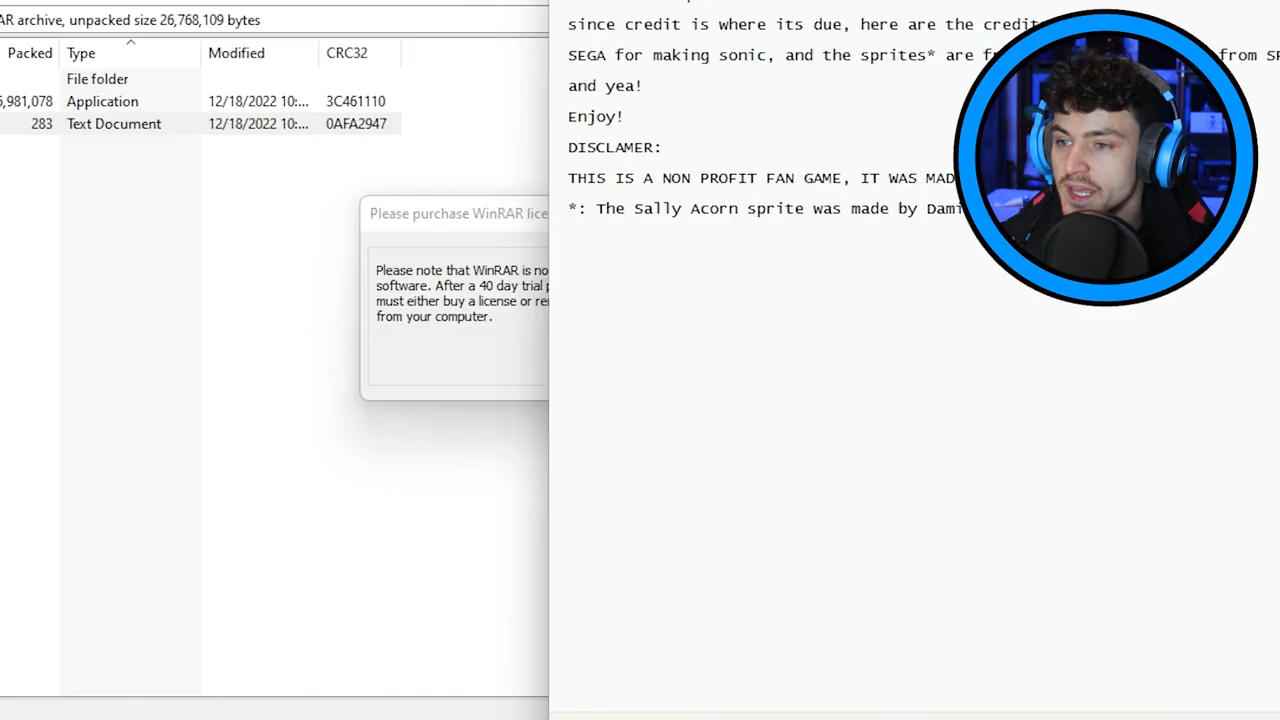 RAR archive, unpacked size 26,768,109 bytes
Packed Type Modified CRC32
File folder
5,981,078 Application 12/18/2022 10:... 3C461110
283 Text Document 12/18/2022 10:... 0AFA2947
Please purchase WinRAR lice
Please note that WinRAR is no
software. After a 40 day trial
must either buy a license or re
from your computer.
since credit is where its due, here are the credit
SEGA for making sonic, and the sprites* are from
and yea!
Enjoy!
DISCLAMER:
THIS IS A NON PROFIT FAN GAME, IT WAS MAD
*: The Sally Acorn sprite was made by Dami